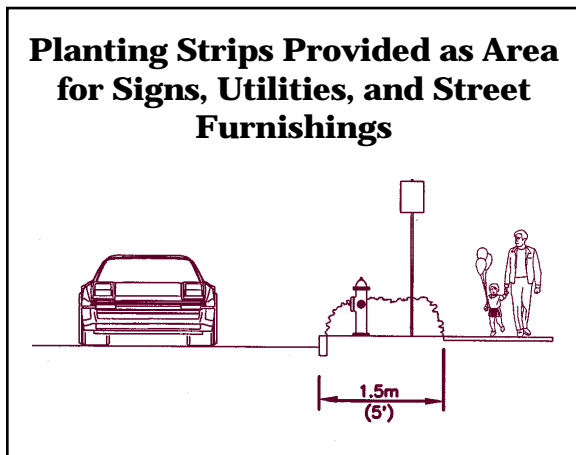 Planting Strips Provided as Area
for Signs, Utilities, and Street
Furnishings
1.5m
(5')